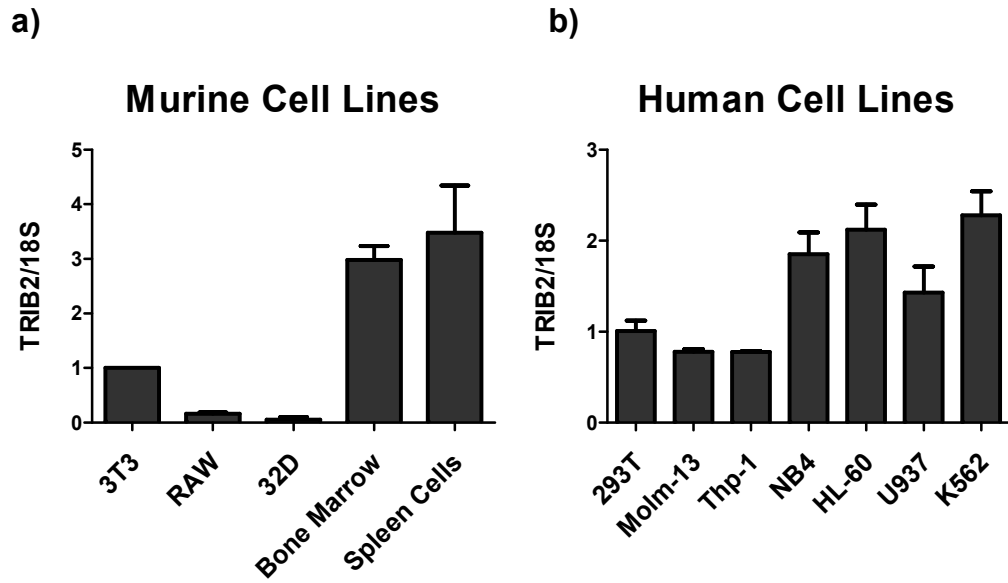 a)
Murine Cell Lines
TRIB2/18S
5
4
3
2
1
0
3T3
RAW
32D
Bone Marrow
Spleen Cells
b)
Human Cell Lines
TRIB2/18S
3
2
1
0
293T
Molm-13
Thp-1
NB4
HL-60
U937
K562